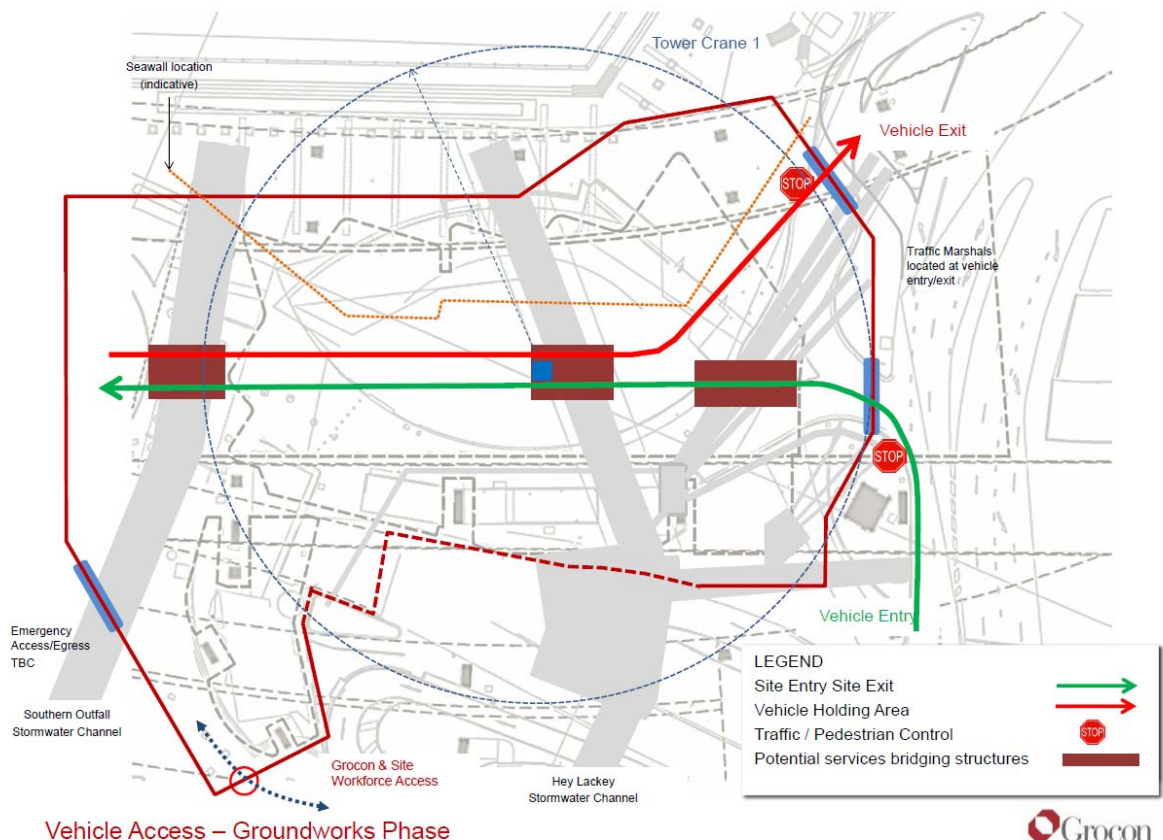 Tower Crane 1
Seawall location
(indicative)
Vehicle Exit
STOP
Traffic Marshals
located at vehicle
entry/exit
STOP
Vehicle Entry
Emergency
Access/Egress
TBC
Southern Outfall
Stormwater Channel
Grocon & Site
Workforce Access
Hey Lackey
Stormwater Channel
LEGEND
Site Entry Site Exit
Vehicle Holding Area
Traffic / Pedestrian Control
STOP
Potential services bridging structures
Vehicle Access – Groundworks Phase
Grocon